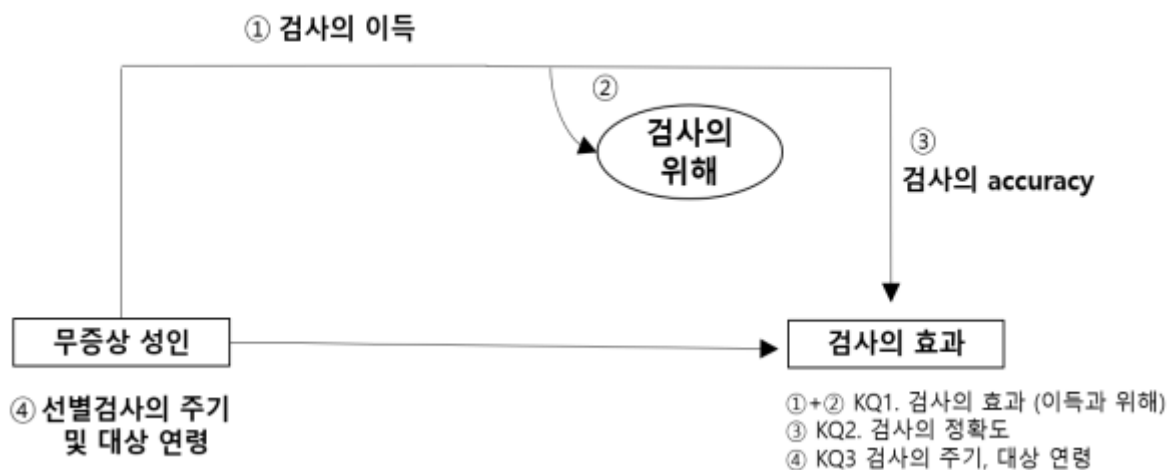 ① 검사의 이득
②
검사의
위해
③
검사의 accuracy
무증상 성인
검사의 효과
④ 선별검사의 주기
및 대상 연령
①+② KQ1. 검사의 효과 (이득과 위해)
③ KQ2. 검사의 정확도
④ KQ3 검사의 주기, 대상 연령